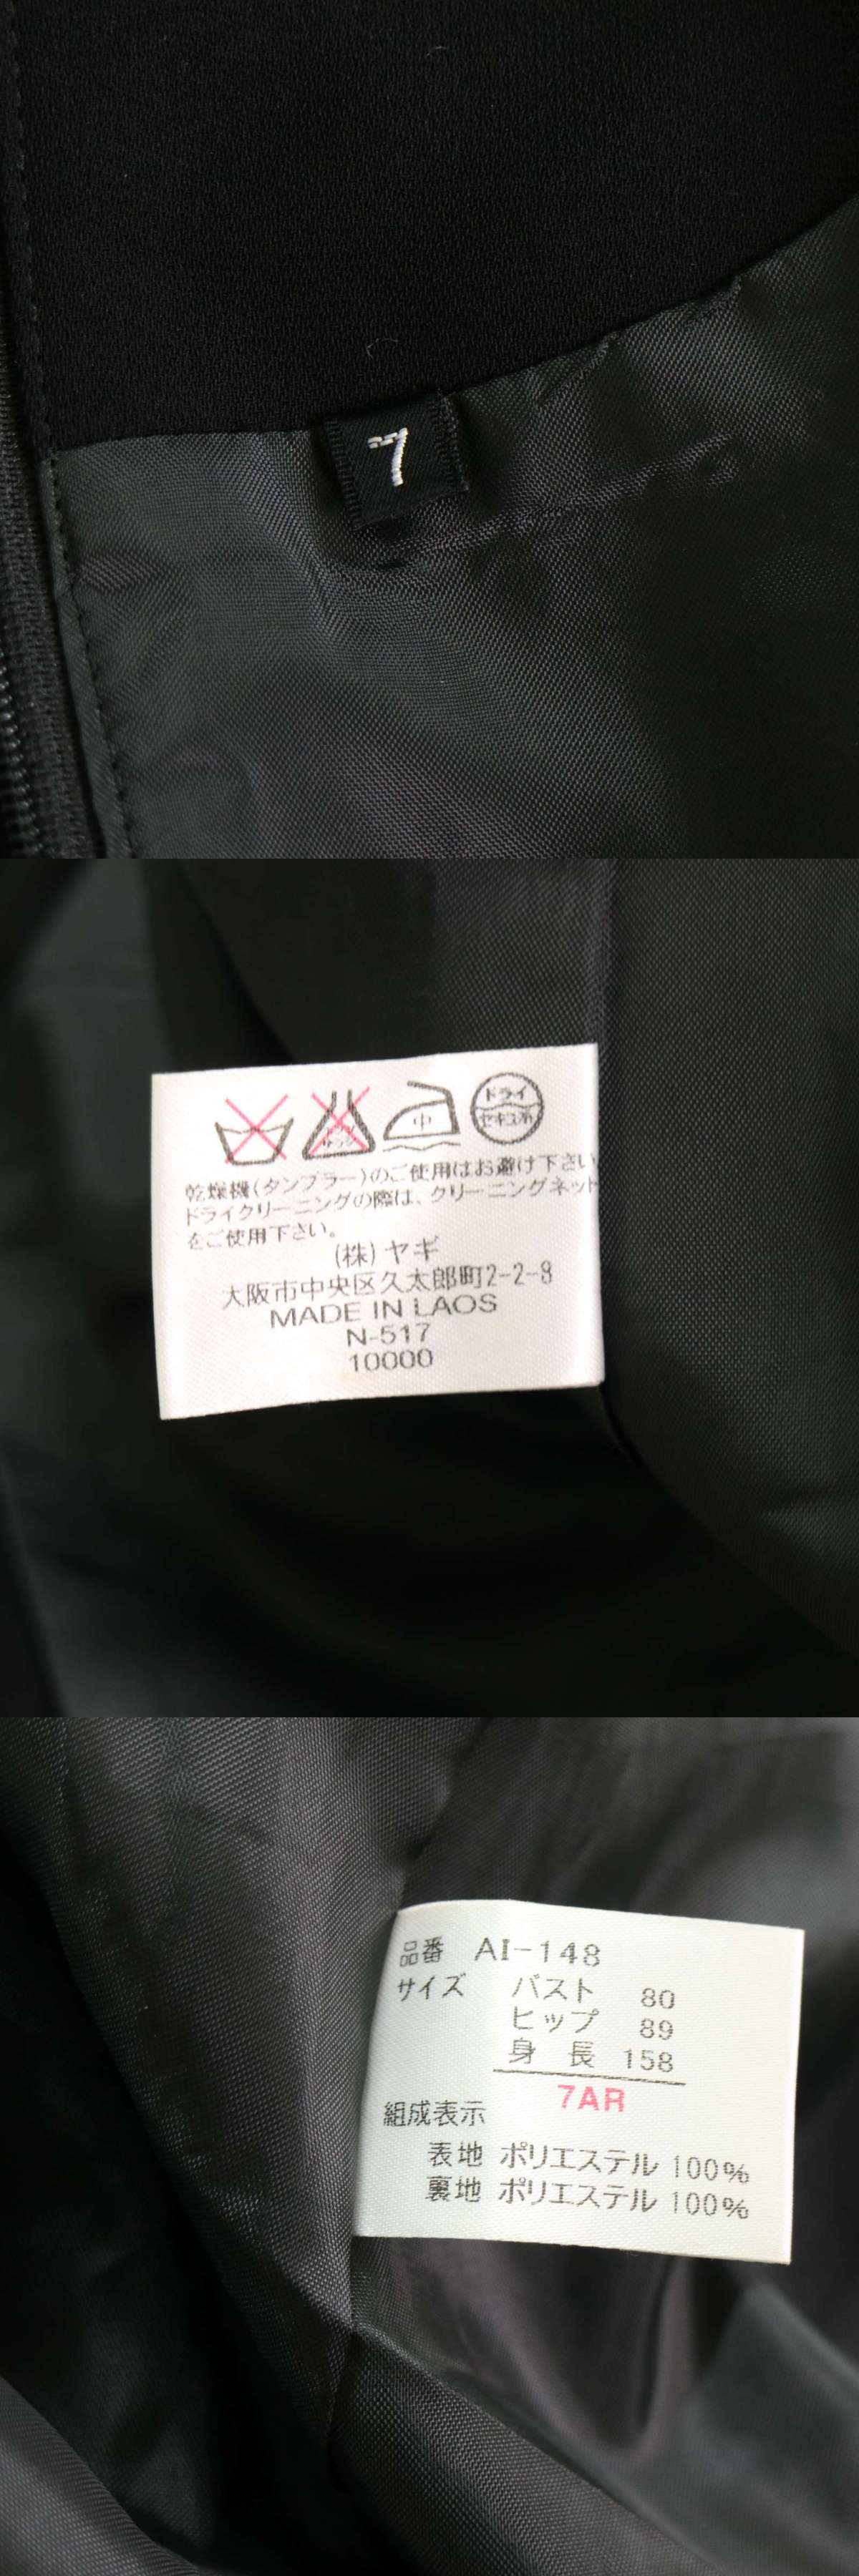 7
中
ドライ
セキユ系
乾燥機(タンブラー)のご使用はお避け下さい
ドライクリーニングの際は、クリーニングネット
をご使用下さい。
(株)ヤギ
大阪市中央区久太郎町2-2-8
MADE IN LAOS
N-517
10000
品番 AI-148
サイズ バスト 80
ヒップ 89
身 長 158
7AR
組成表示
表地 ポリエステル 100%
裏地 ポリエステル 100%